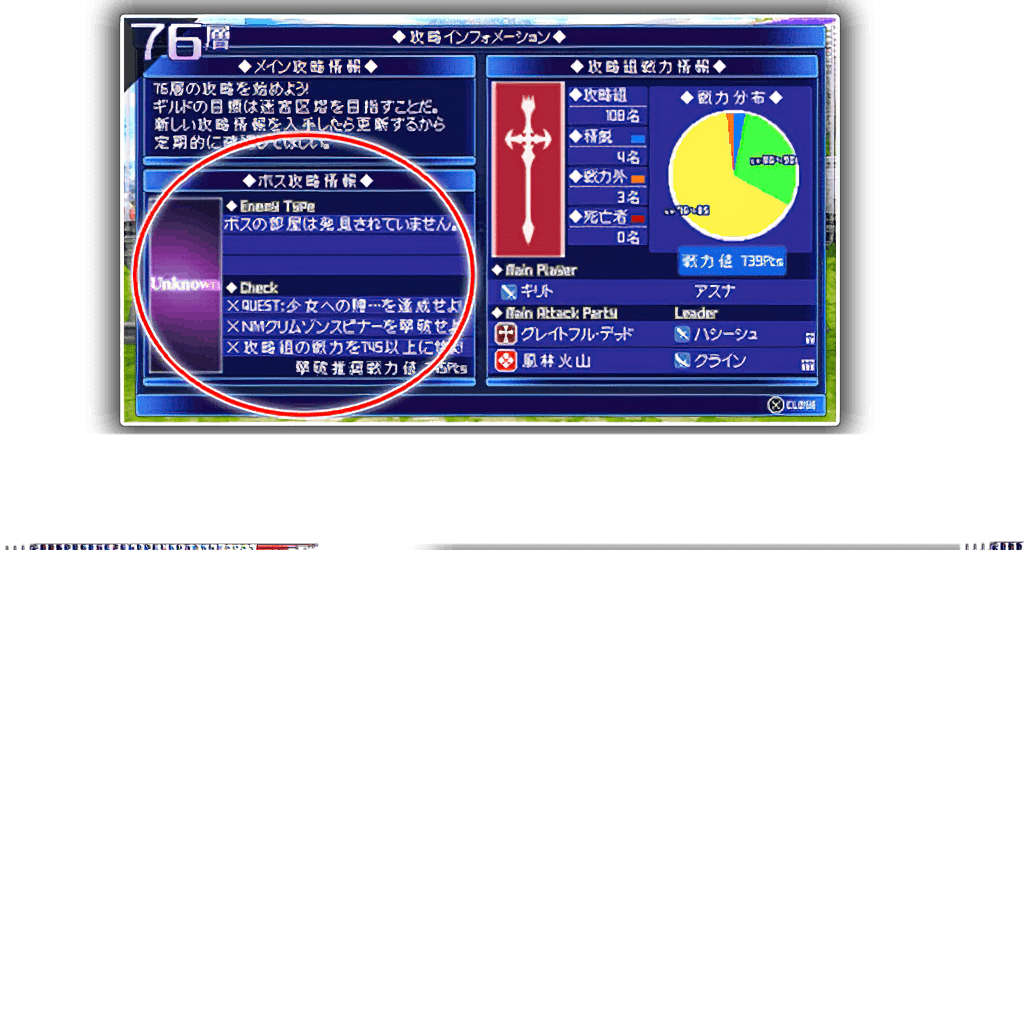 76層
◆攻略インフォメーション◆
◆メイン攻略情報◆
76層の攻略を始めよう!
ギルドの目標は迷宮区塔を目指すことだ。
新しい攻略情報を入手したら更新するから
定期的に確認してほしい。
◆ボス攻略情報◆
Unknown
◆Enemy Type
ボスの部屋は発見されていません。
◆Check
×QUEST:少女への贈…を達成せよ!
×NMクリムゾンスピナーを撃破せよ
×攻略組の戦力を745以上に
撃破推奨戦力値 745Pts
◆攻略組戦力情報◆
◆攻略組
108名
◆精鋭
4名
◆戦力外
3名
◆死亡者
0名
◆戦力分布◆
戦力値 739Pts
◆Main Player
キリト アスナ
◆Main Attack Party Leader
グレイトフル・デッド ハシーシュ
風林火山 クライン
CLOSE